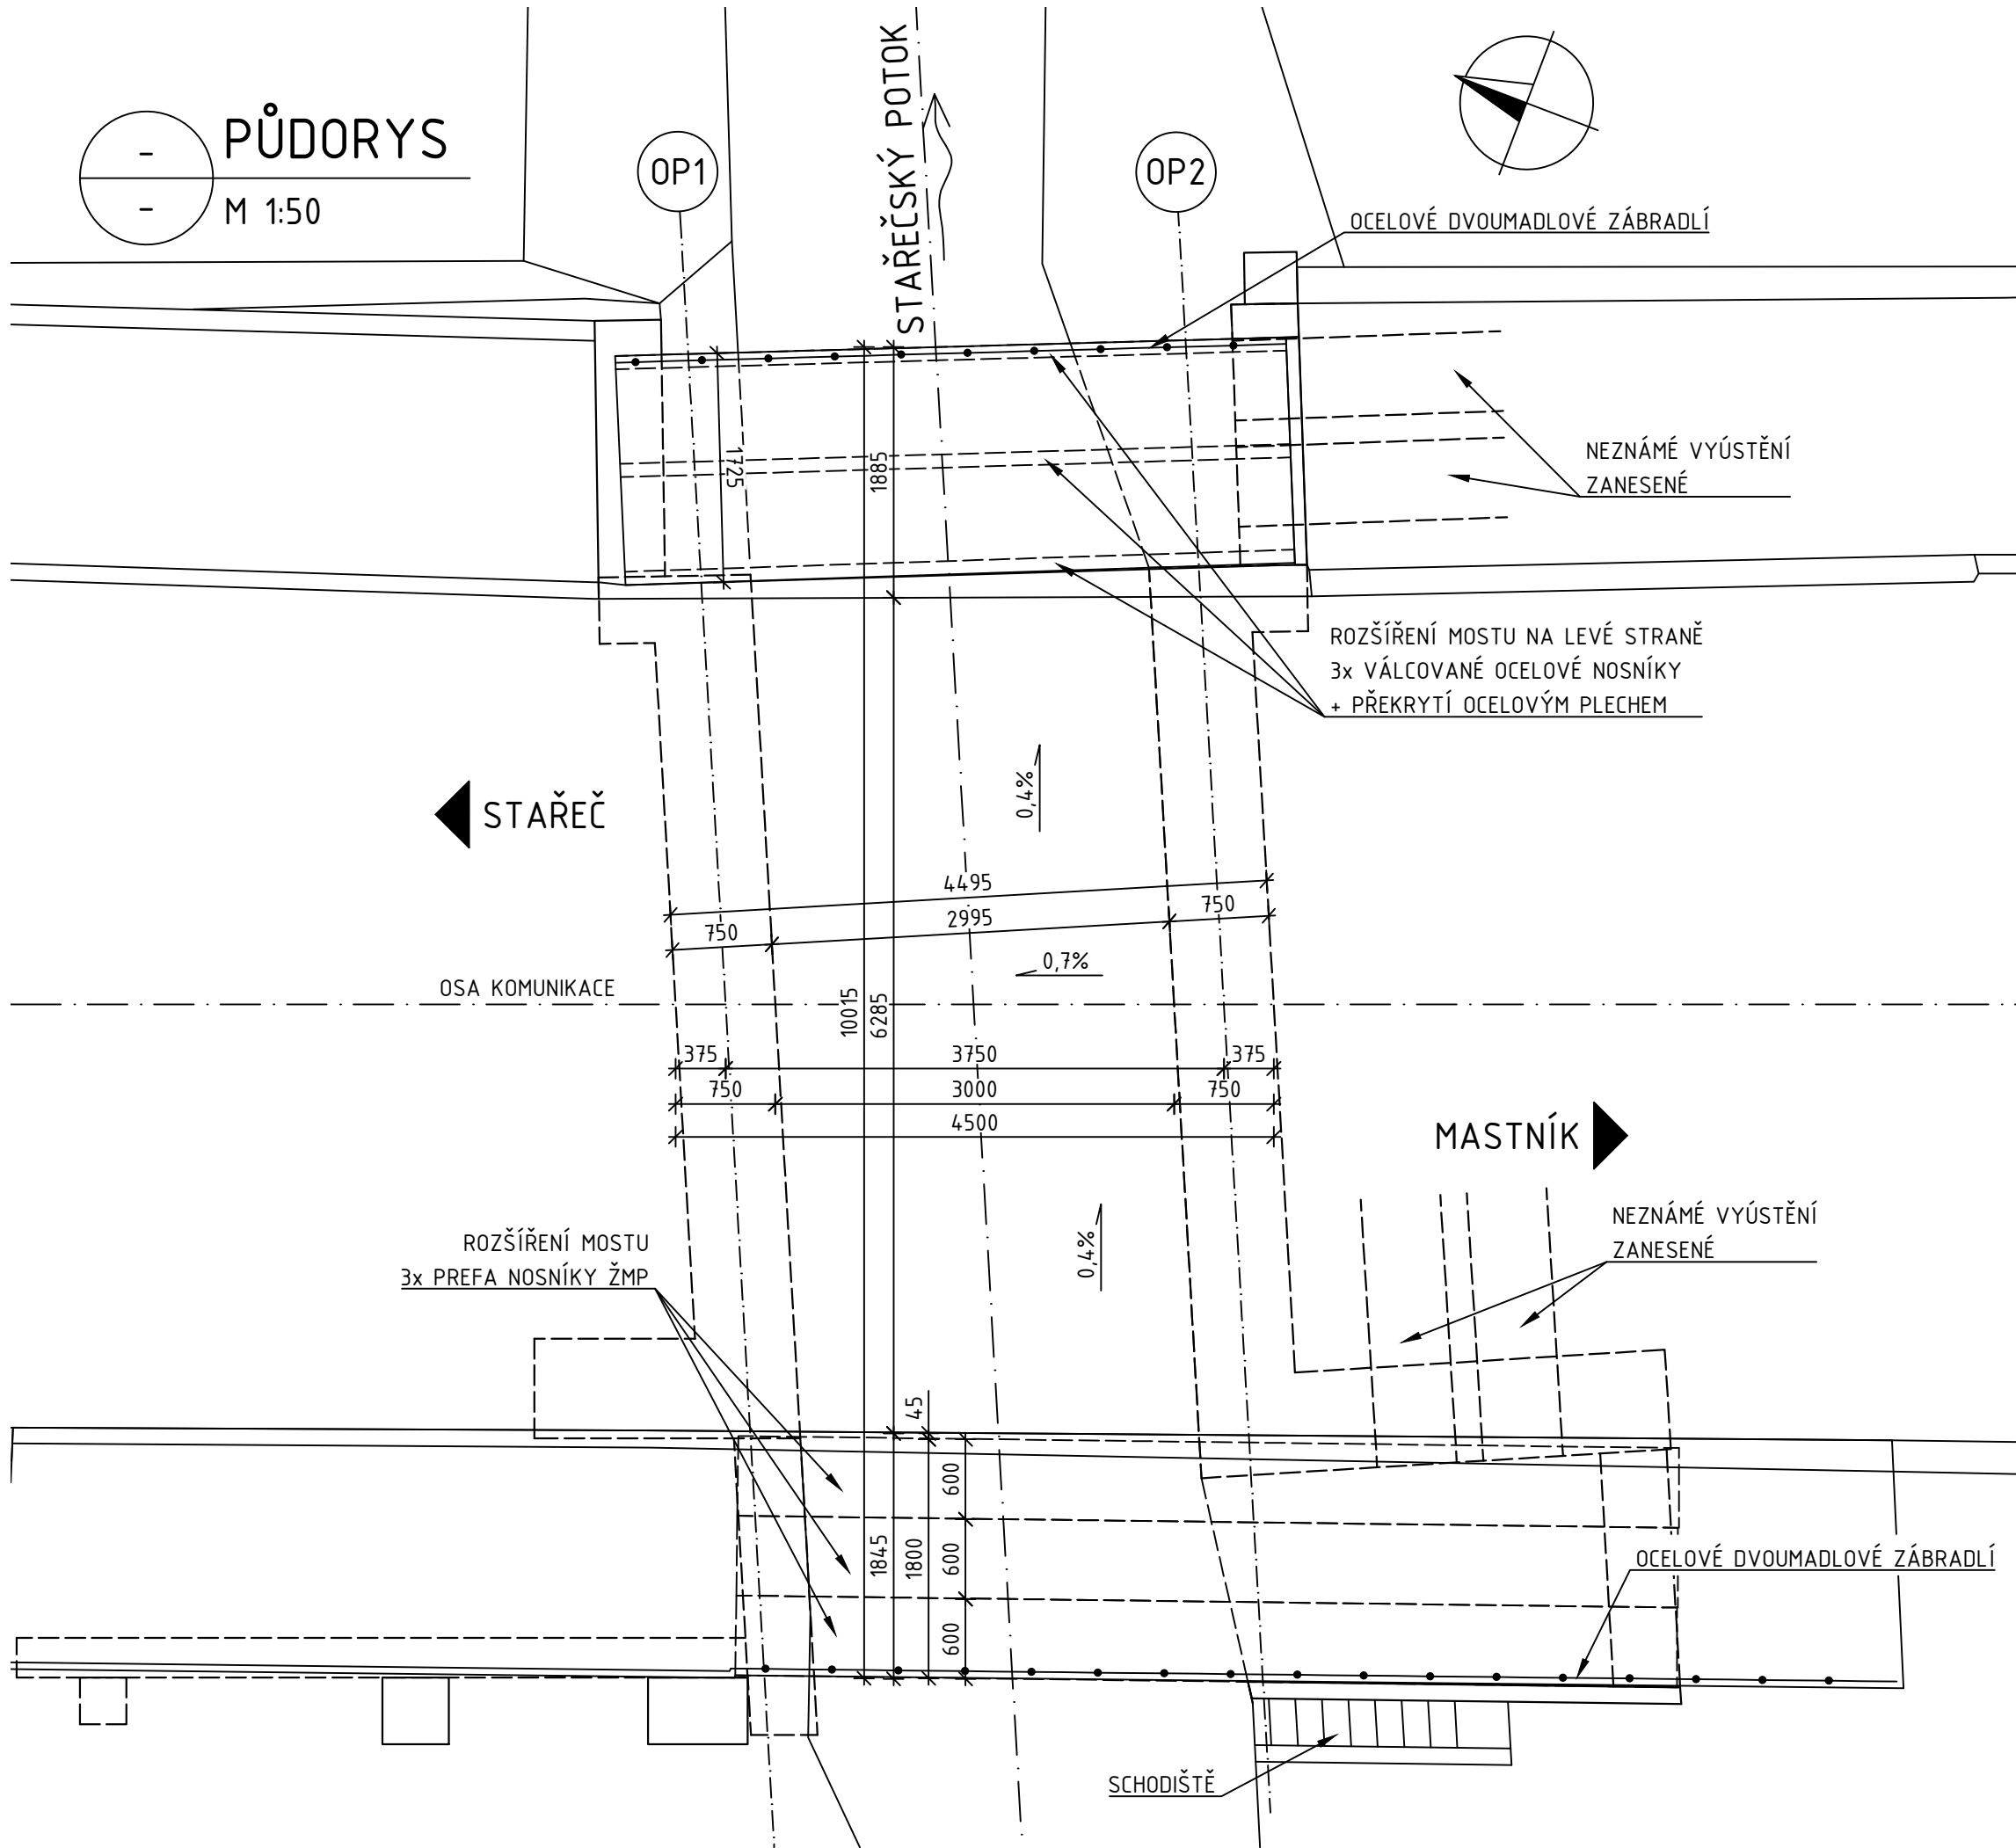 -
PŮDORYS
-
M 1:50
OP1
STAŘEČSKÝ POTOK
OP2
OCELOVÉ DVOUMADLOVÉ ZÁBRADLÍ
1725
1885
NEZNÁMÉ VYÚSTĚNÍ
ZANESENÉ
ROZŠÍŘENÍ MOSTU NA LEVÉ STRANĚ
3x VÁLCOVANÉ OCELOVÉ NOSNÍKY
+ PŘEKRYTÍ OCELOVÝM PLECHEM
STAŘEČ
0,4%
4495
750
2995
750
0,7%
OSA KOMUNIKACE
10015
6285
375
3750
375
750
3000
750
4500
MASTNÍK
0,4%
NEZNÁMÉ VYÚSTĚNÍ
ZANESENÉ
ROZŠÍŘENÍ MOSTU
3x PREFA NOSNÍKY ŽMP
45
600
1845
1800
600
600
OCELOVÉ DVOUMADLOVÉ ZÁBRADLÍ
SCHODIŠTĚ